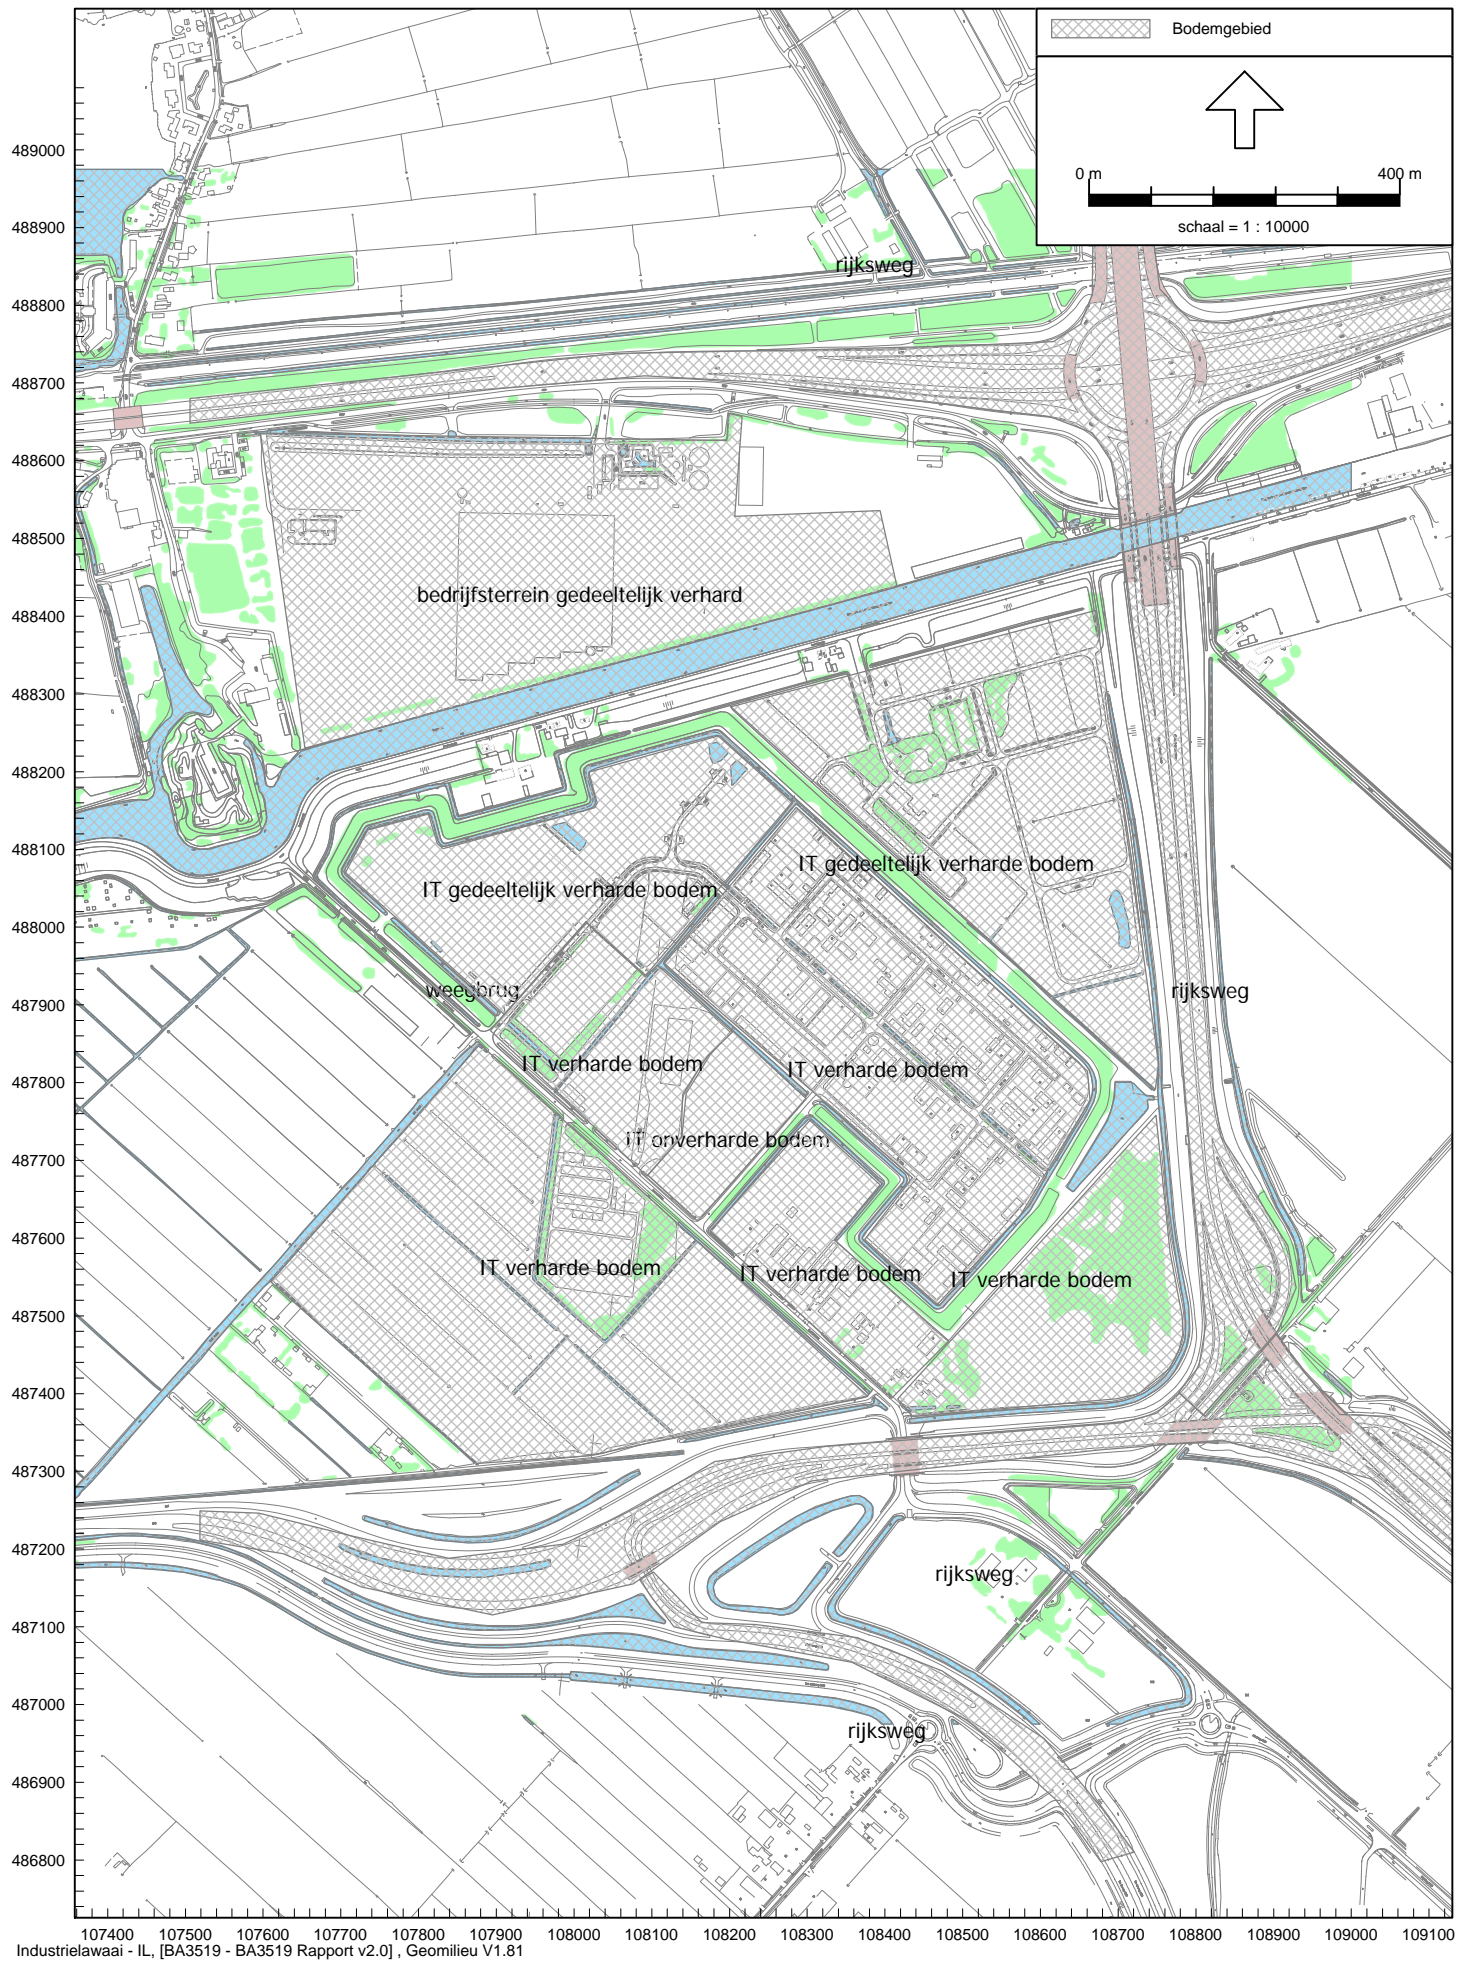 Bodemgebied
0 m 400 m
schaal = 1 : 10000
489000
488900
488800
488700
488600
488500
488400
488300
488200
488100
488000
487900
487800
487700
487600
487500
487400
487300
487200
487100
487000
486900
486800
rijksweg
bedrijfsterrein gedeeltelijk verhard
IT gedeeltelijk verharde bodem
IT gedeeltelijk verharde bodem
weegbrug
rijksweg
IT verharde bodem
IT verharde bodem
IT onverharde bodem
IT verharde bodem
IT verharde bodem
IT verharde bodem
rijksweg
rijksweg
107400 107500 107600 107700 107800 107900 108000 108100 108200 108300 108400 108500 108600 108700 108800 108900 109000 109100
Industrielawaai - IL, [BA3519 - BA3519 Rapport v2.0] , Geomilieu V1.81